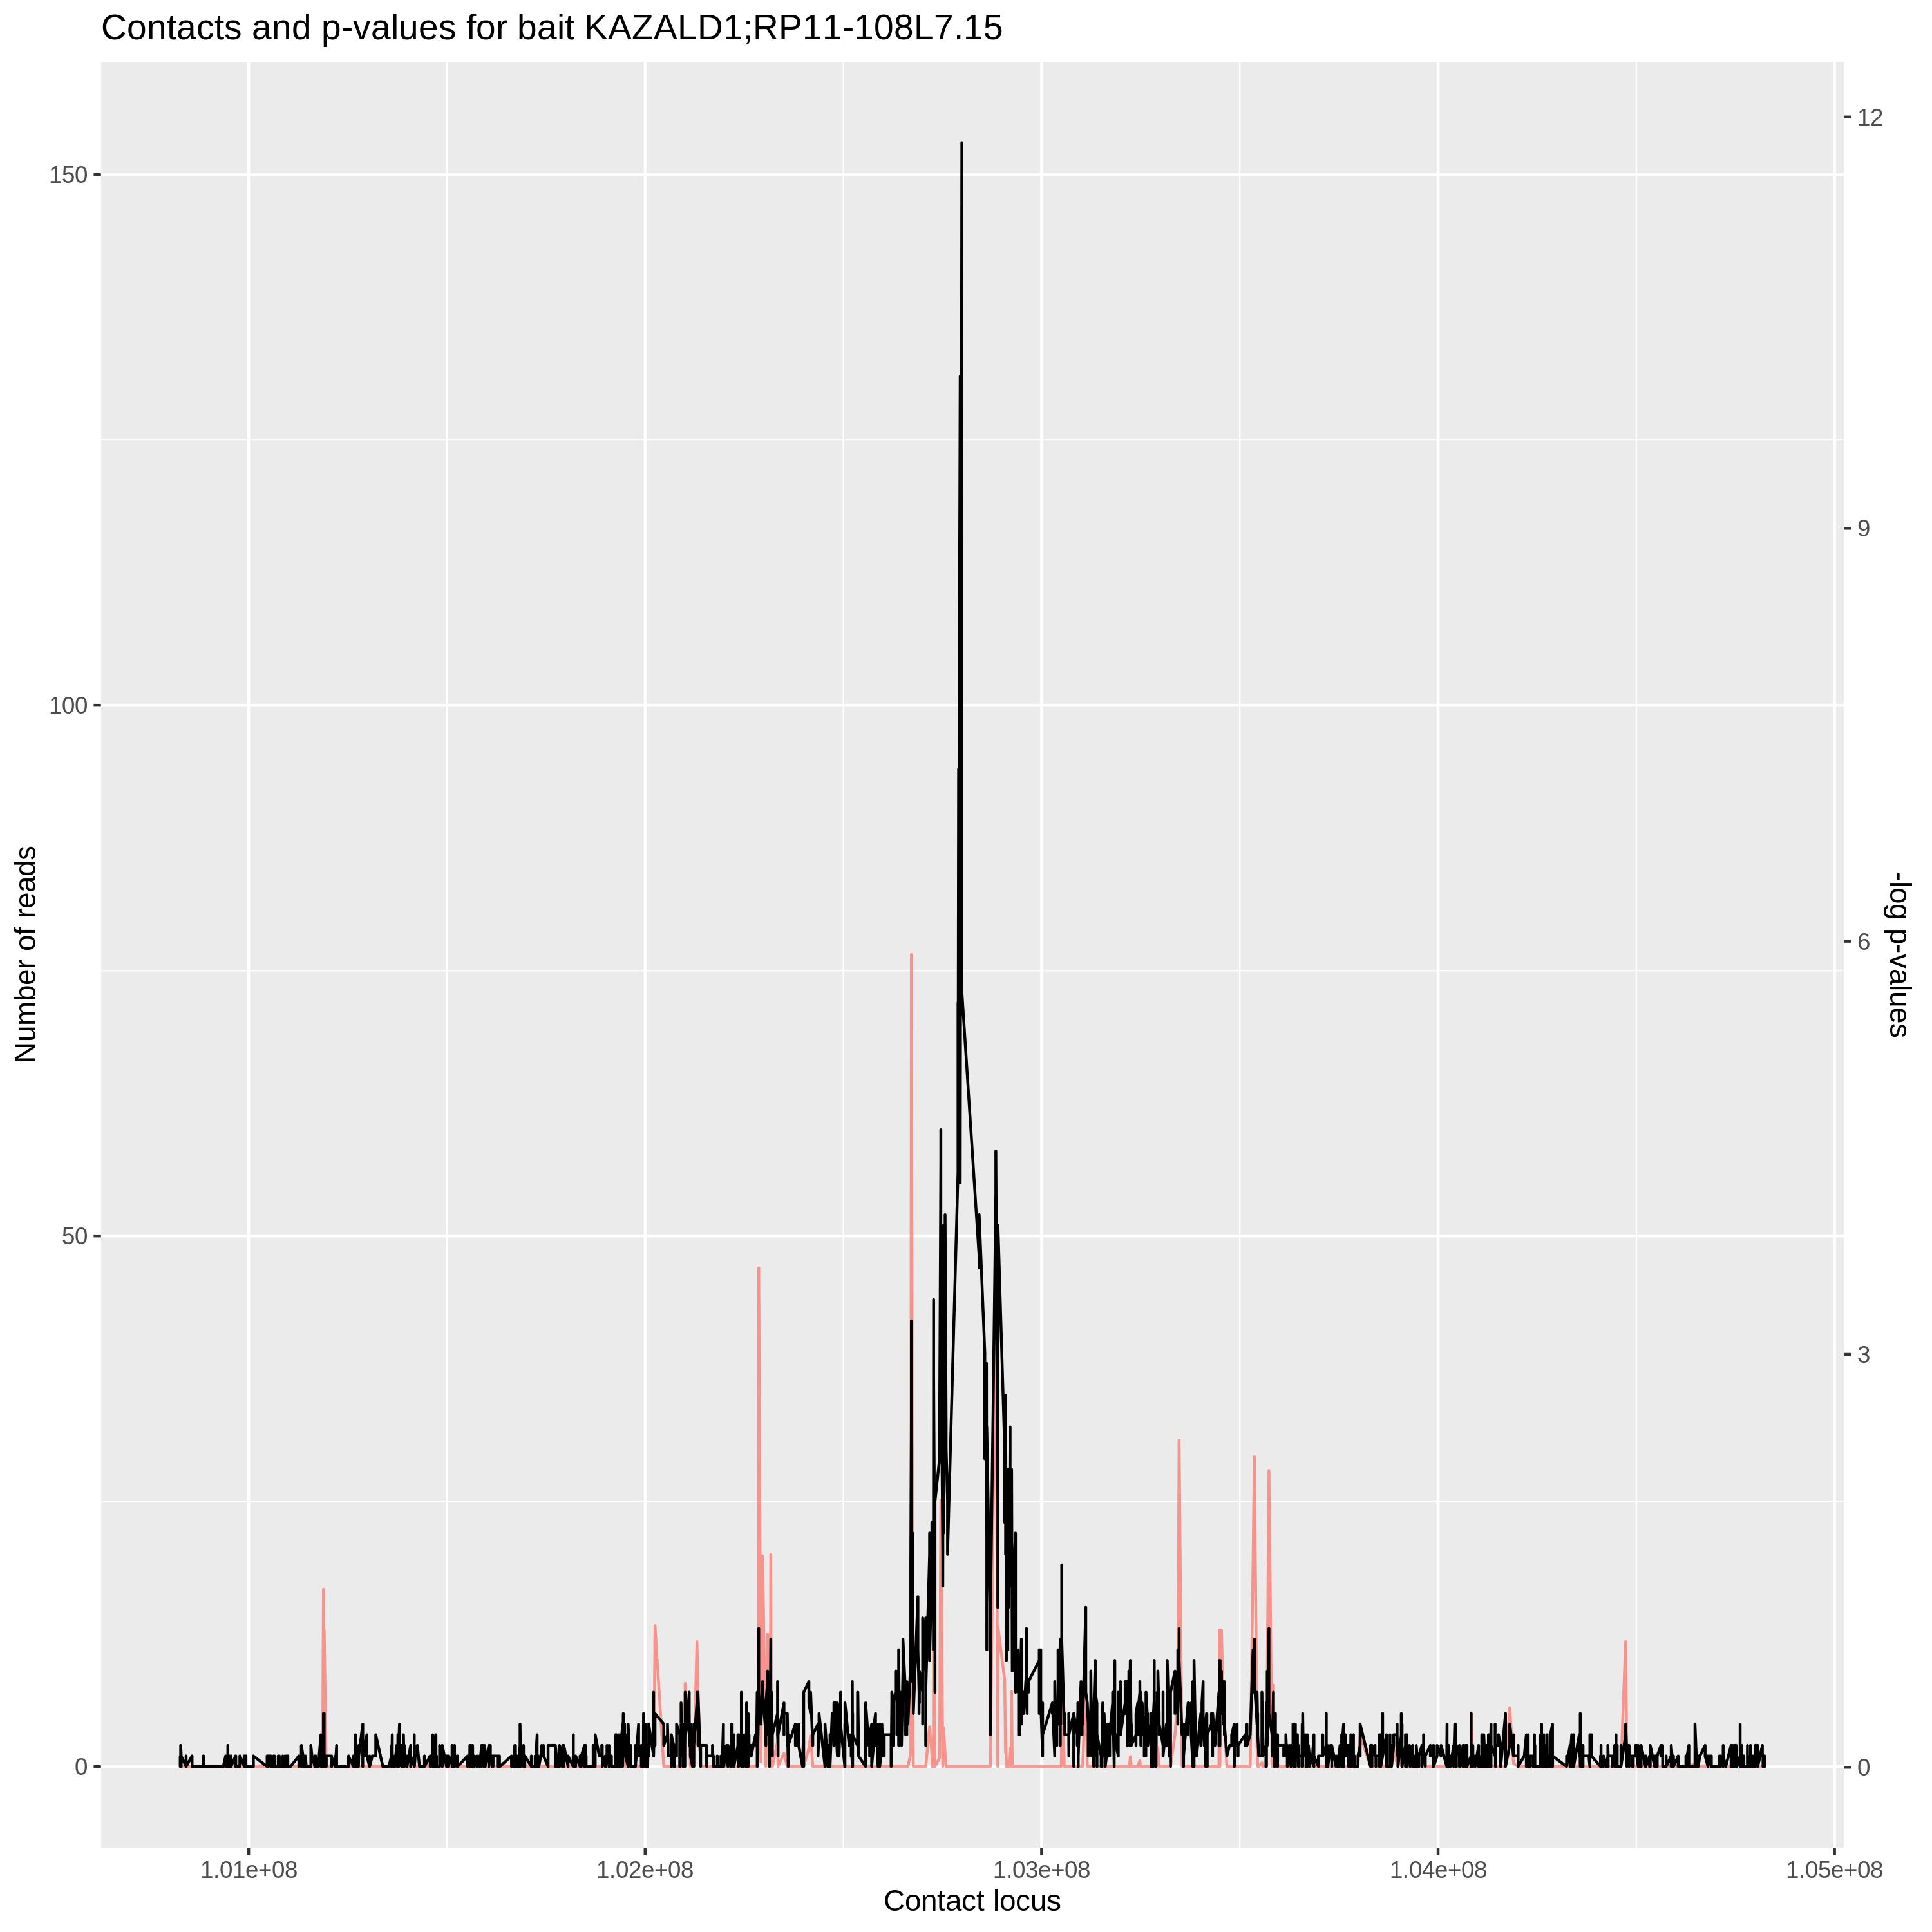 Contacts and p-values for bait KAZALD1;RP11-108L7.15
150
100
50
0
Number of reads
12
9
6
3
0
-log p-values
1.01e+08 1.02e+08 1.03e+08 1.04e+08 1.05e+08
Contact locus